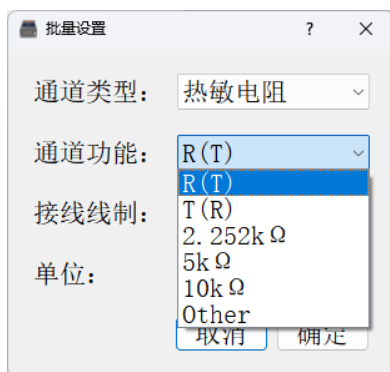 批量设置 ? ×
通道类型： 热敏电阻
通道功能： R(T)
R(T)
T(R)
接线线制：
2.252kΩ
5kΩ
单位：
10kΩ
Other
取消 确定